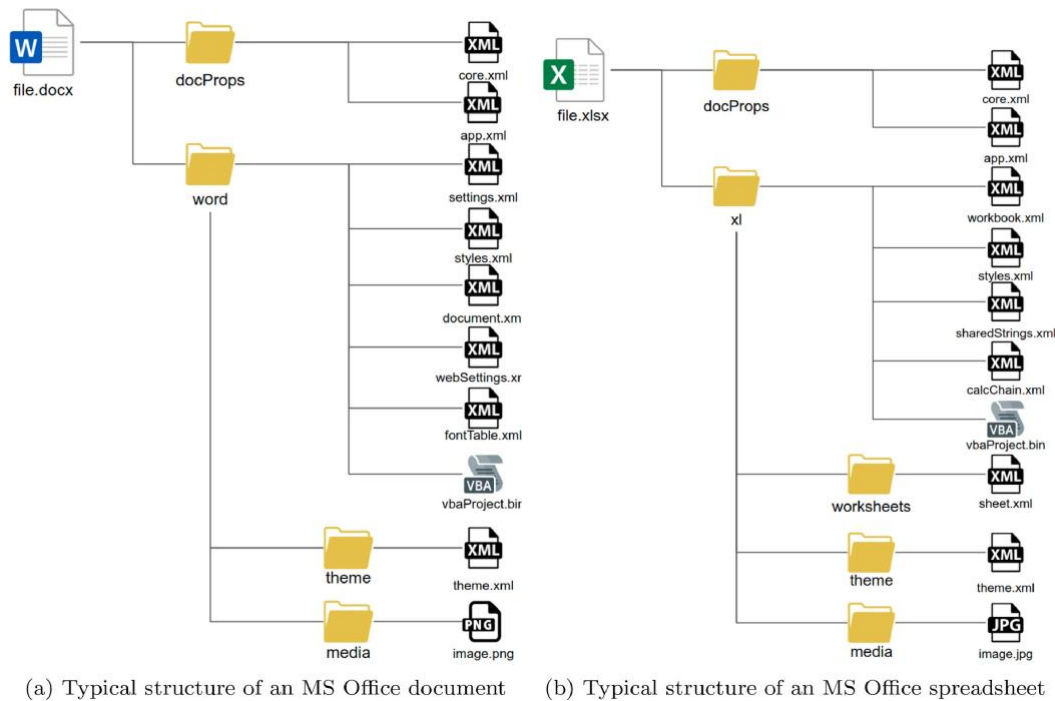 W
file.docx
docProps
XML
core.xml
XML
app.xml
word
XML
settings.xml
XML
styles.xml
XML
document.xm
XML
webSettings.xr
XML
fontTable.xml
VBA
vbaProject.bir
theme
XML
theme.xml
media
PNG
image.png
(a) Typical structure of an MS Office document
X
file.xlsx
docProps
XML
core.xml
XML
app.xml
xl
XML
workbook.xml
XML
styles.xml
XML
sharedStrings.xml
XML
calcChain.xml
VBA
vbaProject.bin
worksheets
XML
sheet.xml
theme
XML
theme.xml
media
JPG
image.jpg
(b) Typical structure of an MS Office spreadsheet